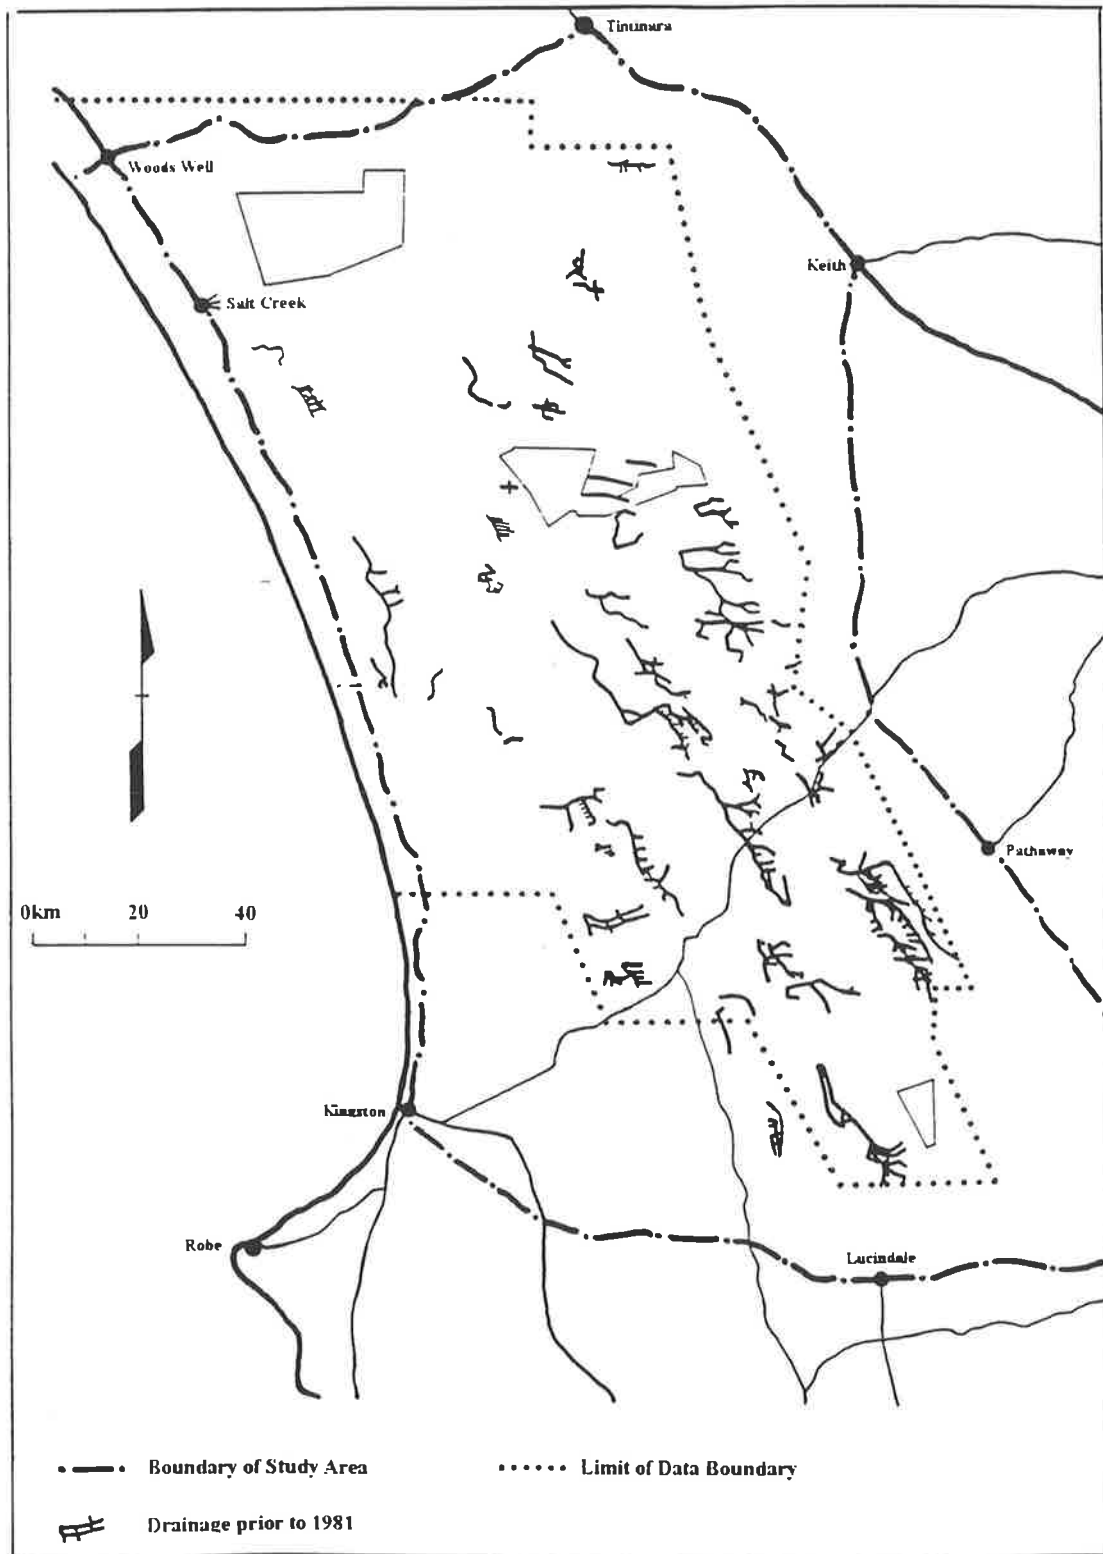 Tintinara
Woods Well
Keith
Salt Creek
Pathaway
0km 20 40
Kingston
Robe
Lucindale
Boundary of Study Area
Limit of Data Boundary
Drainage prior to 1981